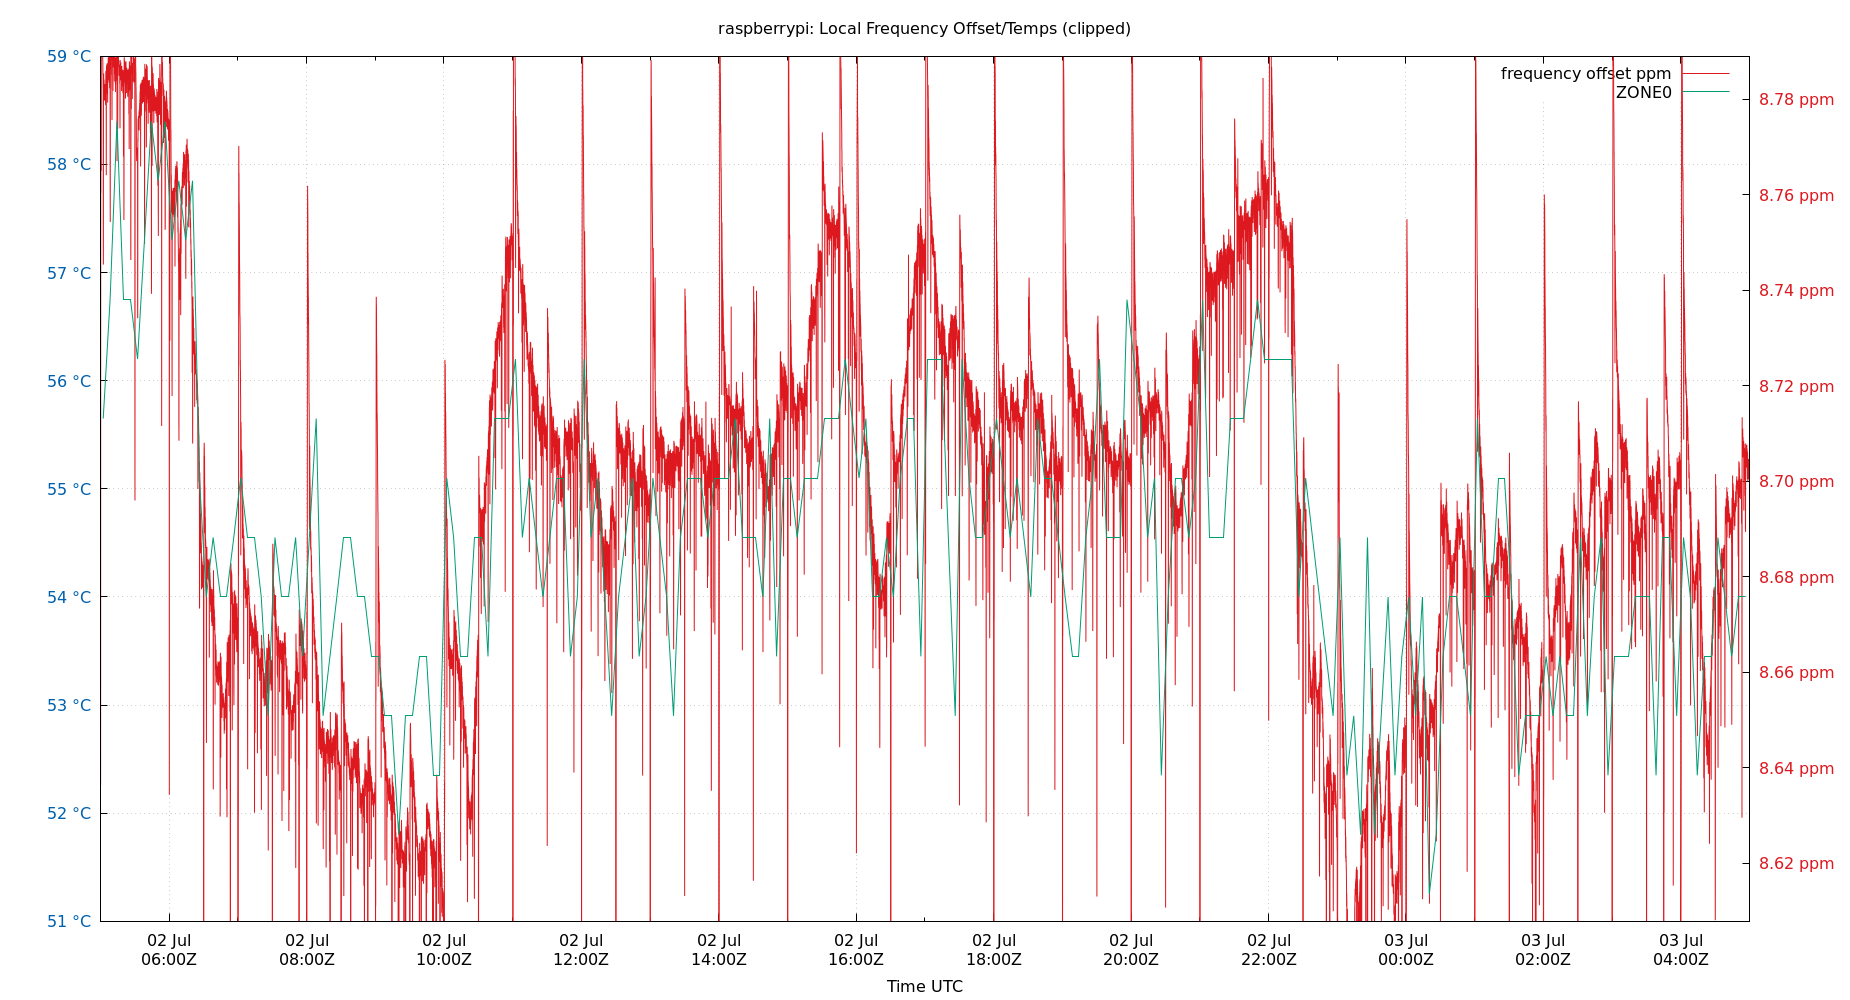 raspberrypi: Local Frequency Offset/Temps (clipped)
59 °C
58 °C
57 °C
56 °C
55 °C
54 °C
53 °C
52 °C
51 °C
frequency offset ppm
ZONE0
8.78 ppm
8.76 ppm
8.74 ppm
8.72 ppm
8.70 ppm
8.68 ppm
8.66 ppm
8.64 ppm
8.62 ppm
02 Jul 02 Jul 02 Jul 02 Jul 02 Jul 02 Jul 02 Jul 02 Jul 02 Jul 03 Jul 03 Jul 03 Jul
06:00Z 08:00Z 10:00Z 12:00Z 14:00Z 16:00Z 18:00Z 20:00Z 22:00Z 00:00Z 02:00Z 04:00Z
Time UTC